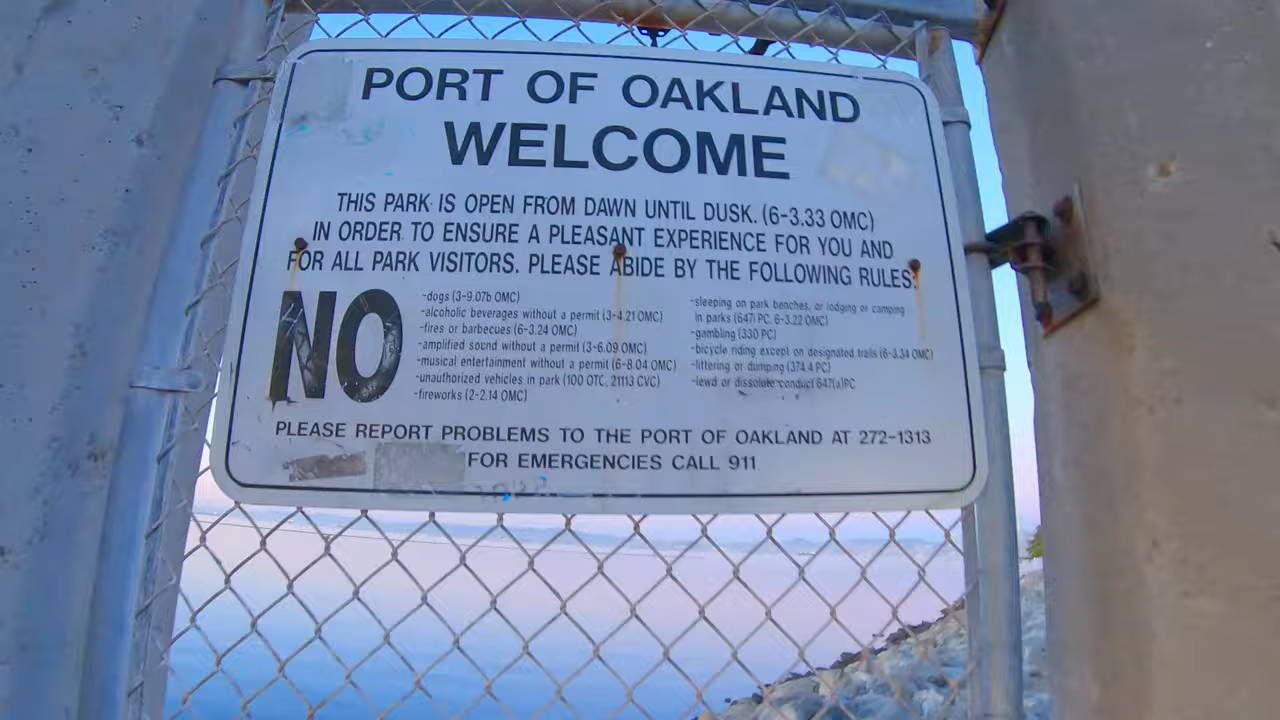 PORT OF OAKLAND
WELCOME
THIS PARK IS OPEN FROM DAWN UNTIL DUSK. (6-3.33 OMC)
IN ORDER TO ENSURE A PLEASANT EXPERIENCE FOR YOU AND
FOR ALL PARK VISITORS. PLEASE ABIDE BY THE FOLLOWING RULES:
NO
-dogs (3-9.07b OMC)
-alcoholic beverages without a permit (3-4.21 OMC)
-fires or barbecues (6-3.24 OMC)
-amplified sound without a permit (3-6.09 OMC)
-musical entertainment without a permit (6-8.04 OMC)
-unauthorized vehicles in park (100 OTC, 21113 CVC)
-fireworks (2-2.14 OMC)
-sleeping on park benches, or lodging or camping
in parks (647i PC, 6-3.22 OMC)
-gambling (330 PC)
-bicycle riding except on designated trails (6-3.34 OMC)
-littering or dumping (374.4 PC)
-lewd or dissolute conduct 647(a)PC
PLEASE REPORT PROBLEMS TO THE PORT OF OAKLAND AT 272-1313
FOR EMERGENCIES CALL 911